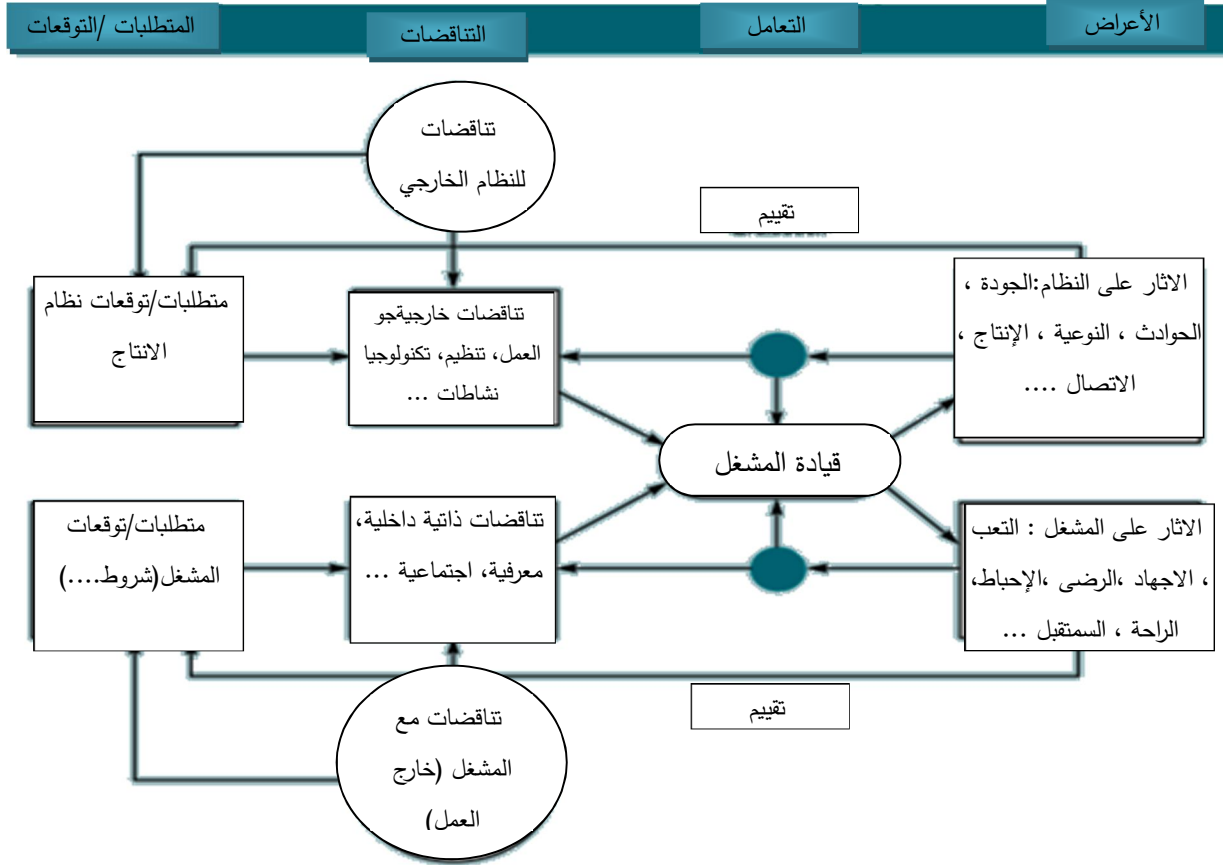 الأعراض
التعامل
التناقضات
المتطلبات /التوقعات
تناقضات
للنظام الخارجي
تقييم
الاثار على النظام:الجودة ،
الحوادث ، النوعية ، الإنتاج ،
الاتصال ....
تناقضات خارجيةجو
العمل، تنظيم، تكنولوجيا
نشاطات ...
متطلبات/توقعات نظام
الانتاج
قيادة المشغل
الاثار على المشغل : التعب
، الاجهاد ،الرضى ،الإحباط،
الراحة ، السمتقبل ...
تناقضات ذاتية داخلية،
معرفية، اجتماعية ...
متطلبات/توقعات
المشغل(شروط....)
تقييم
تناقضات مع
المشغل (خارج
العمل)